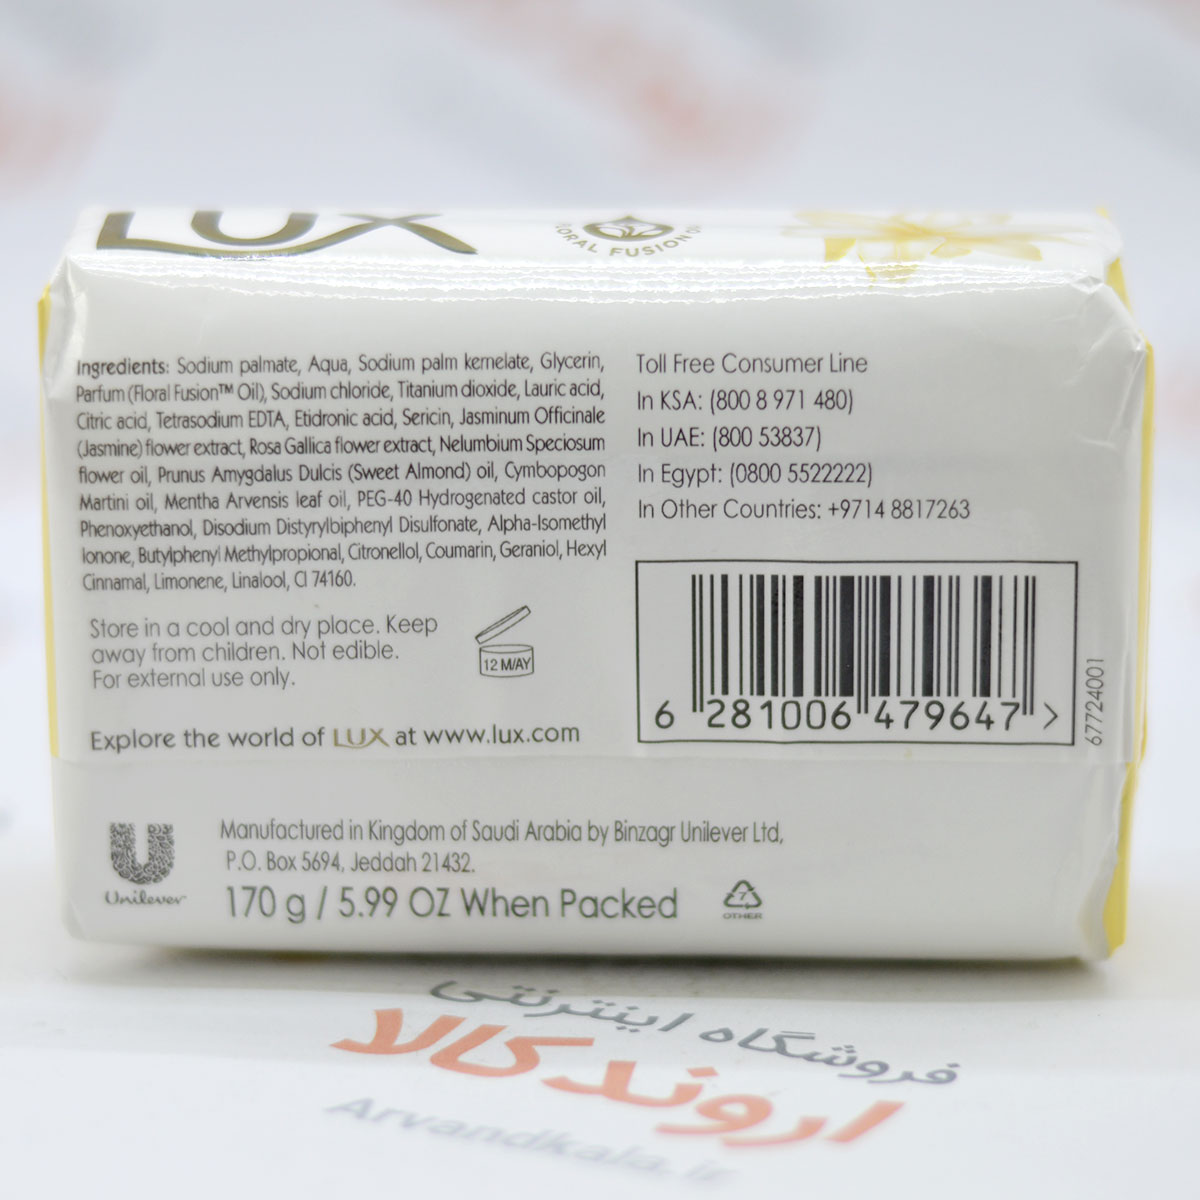 LUX
FLORAL FUSION OIL
Ingredients: Sodium palmate, Aqua, Sodium palm kernelate, Glycerin,
Parfum (Floral Fusion™ Oil), Sodium chloride, Titanium dioxide, Lauric acid,
Citric acid, Tetrasodium EDTA, Etidronic acid, Sericin, Jasminum Officinale
(Jasmine) flower extract, Rosa Gallica flower extract, Nelumbium Speciosum
flower oil, Prunus Amygdalus Dulcis (Sweet Almond) oil, Cymbopogon
Martini oil, Mentha Arvensis leaf oil, PEG-40 Hydrogenated castor oil,
Phenoxyethanol, Disodium Distyrylbiphenyl Disulfonate, Alpha-Isomethyl
Ionone, Butylphenyl Methylpropional, Citronellol, Coumarin, Geraniol, Hexyl
Cinnamal, Limonene, Linalool, CI 74160.
Store in a cool and dry place. Keep
away from children. Not edible.
For external use only.
12 M/AY
Explore the world of LUX at www.lux.com
Toll Free Consumer Line
In KSA: (800 8 971 480)
In UAE: (800 53837)
In Egypt: (0800 5522222)
In Other Countries: +9714 8817263
6 281006 479647 >
67724001
Unilever
Manufactured in Kingdom of Saudi Arabia by Binzagr Unilever Ltd,
P.O. Box 5694, Jeddah 21432.
170 g / 5.99 OZ When Packed
7
OTHER
فروشگاه اینترنتی
اروند کالا
Arvandkala.ir